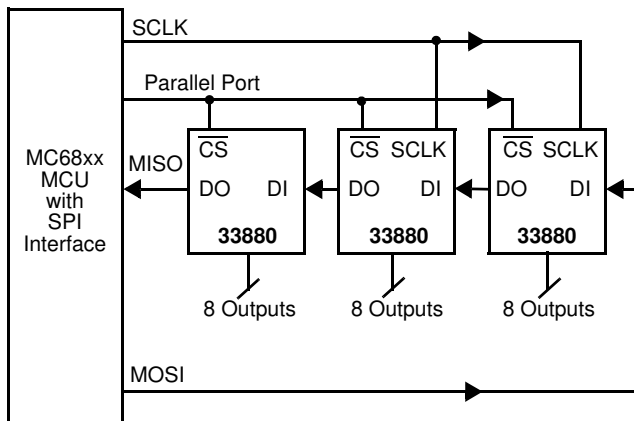 SCLK
Parallel Port
MC68xx
MCU
with
SPI
Interface
MISO
CS
DO DI
33880
8 Outputs
CS SCLK
DO DI
33880
8 Outputs
CS SCLK
DO DI
33880
8 Outputs
MOSI